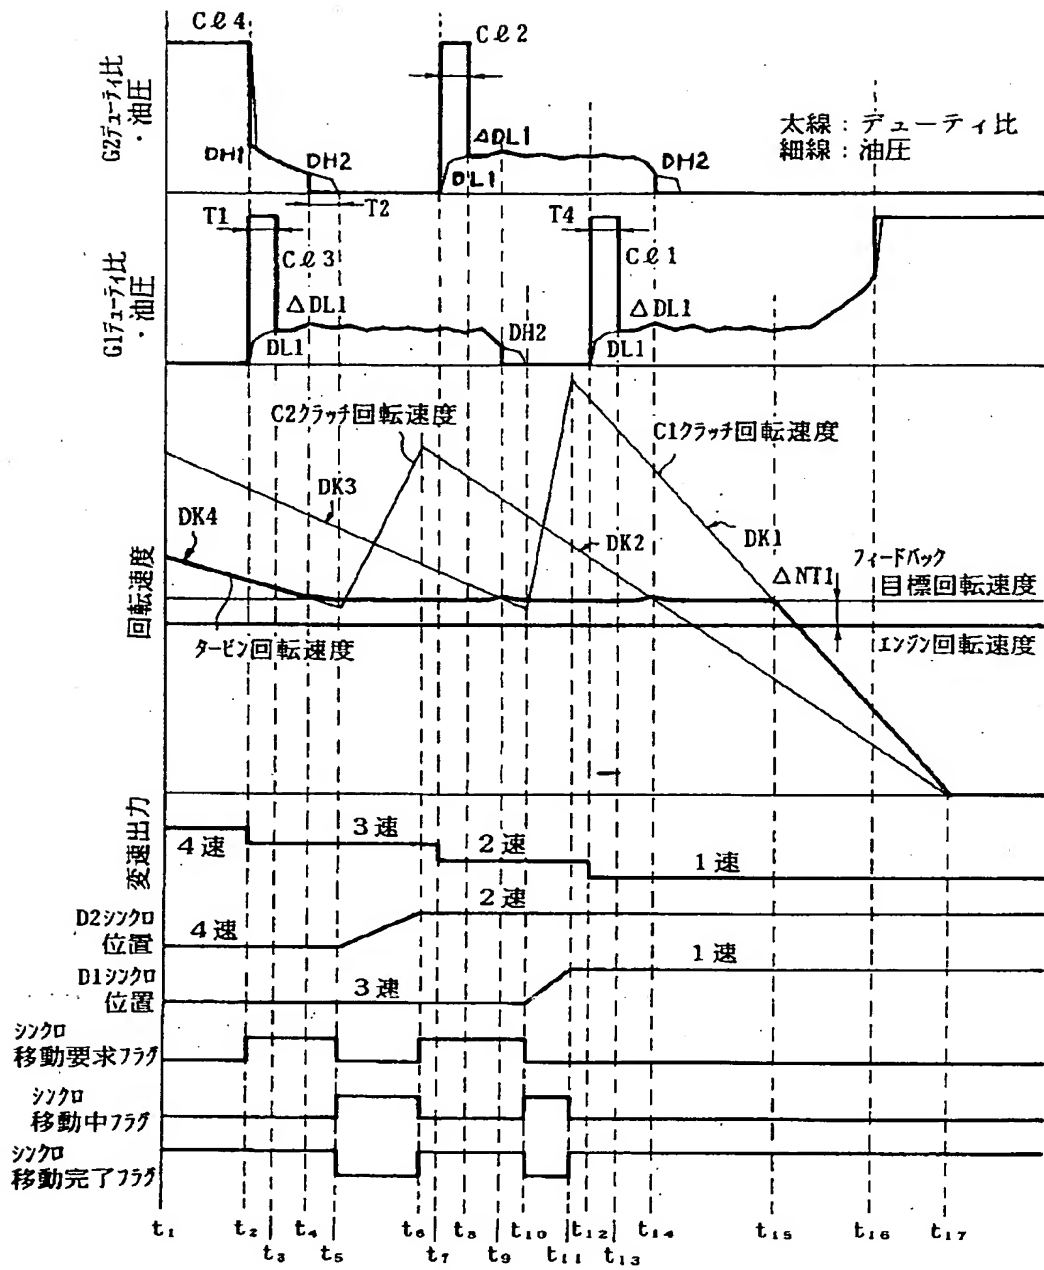 Cℓ4
Cℓ2
G2デューティ比
・油圧
太線：デューティ比
細線：油圧
DH1
DH2
ΔDL1
DL1
DH2
T1
T2
T4
Cℓ3
Cℓ1
G1デューティ比
・油圧
ΔDL1
DL1
DH2
ΔDL1
DL1
C2クラッチ回転速度
C1クラッチ回転速度
DK3
DK4
DK2
DK1
ΔNT1
フィードバック
目標回転速度
回転速度
タービン回転速度
エンジン回転速度
変速出力
4速
3速
2速
1速
D2シンクロ
位置
4速
2速
D1シンクロ
位置
3速
1速
シンクロ
移動要求フラグ
シンクロ
移動中フラグ
シンクロ
移動完了フラグ
t₁ t₂ t₄ t₆ t₈ t₁₀ t₁₂ t₁₄ t₁₅ t₁₆ t₁₇
t₃ t₅ t₇ t₉ t₁₁ t₁₃